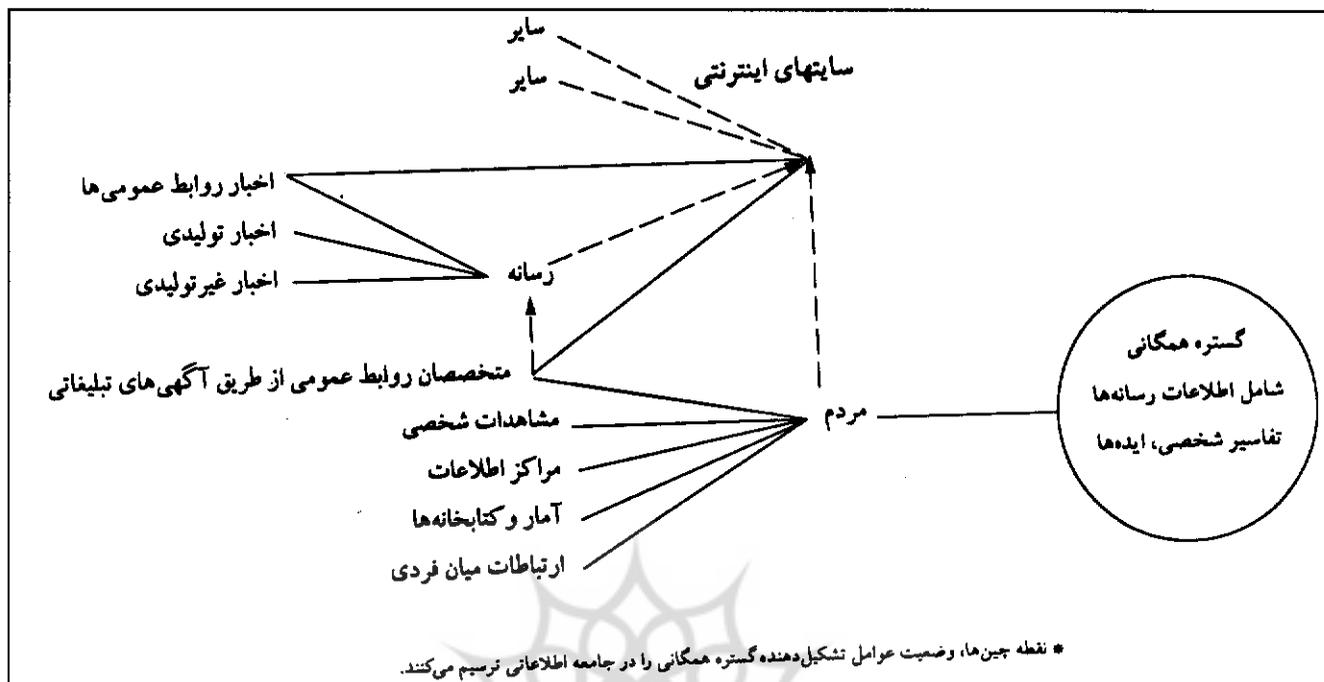 سایر
سایتهای اینترنتی
سایر
اخبار روابط عمومی‌ها
اخبار تولیدی
رسانه
اخبار غیرتولیدی
گستره همگانی
شامل اطلاعات رسانه‌ها
تفاسیر شخصی، ایده‌ها
متخصصان روابط عمومی از طریق آگهی‌های تبلیغاتی
مردم
مشاهدات شخصی
مراکز اطلاعات
آمار و کتابخانه‌ها
ارتباطات میان فردی
* نقطه چین‌ها، وضعیت عوامل تشکیل‌دهنده گستره همگانی را در جامعه اطلاعاتی ترسیم می‌کنند.